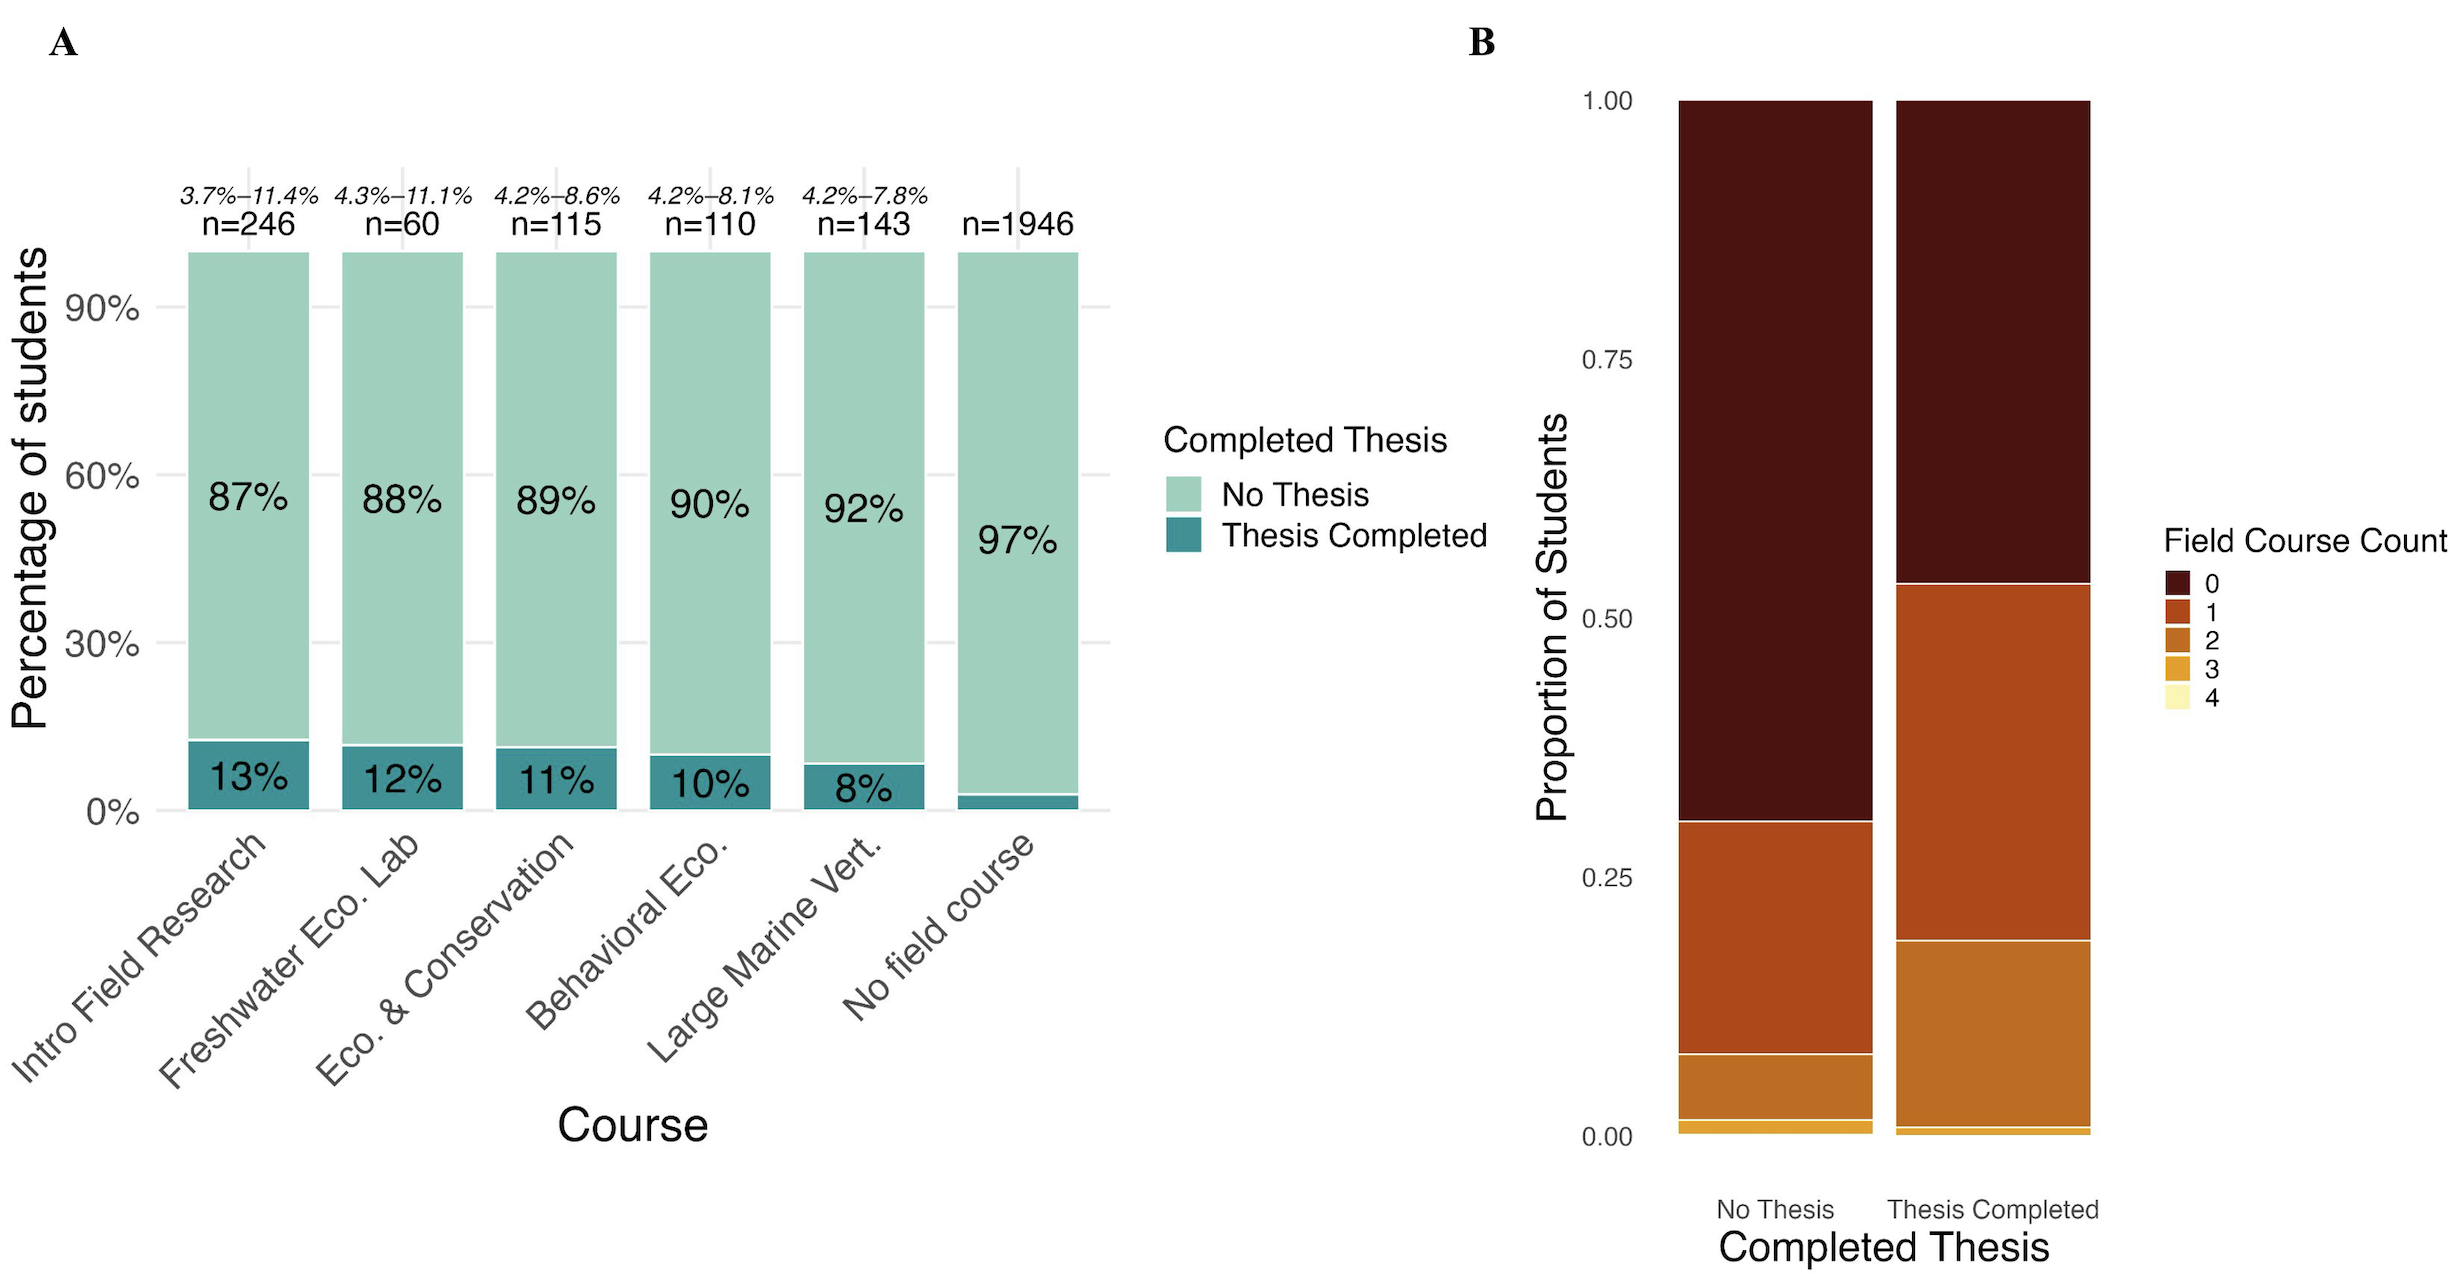 A
3.7%–11.4% 4.3%–11.1% 4.2%–8.6% 4.2%–8.1% 4.2%–7.8%
n=246 n=60 n=115 n=110 n=143 n=1946
Percentage of students
90%
60%
30%
0%
87% 88% 89% 90% 92% 97%
13% 12% 11% 10% 8%
Intro Field Research
Freshwater Eco. Lab
Eco. & Conservation
Behavioral Eco.
Large Marine Vert.
No field course
Course
Completed Thesis
No Thesis
Thesis Completed
B
Proportion of Students
1.00
0.75
0.50
0.25
0.00
No Thesis Thesis Completed
Completed Thesis
Field Course Count
0
1
2
3
4